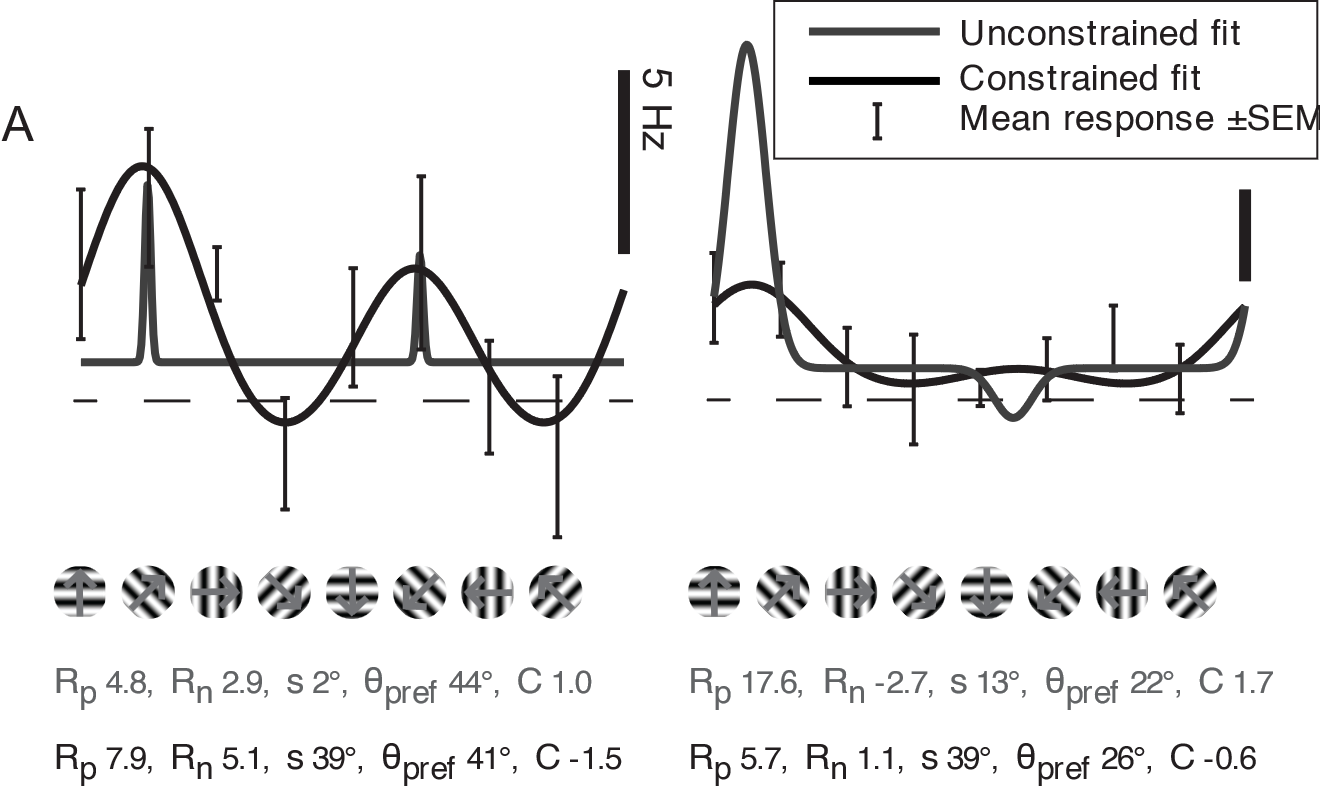 Unconstrained fit
Constrained fit
Mean response ±SEM
A
5 Hz
Rp 4.8, Rn 2.9, s 2°, θpref 44°, C 1.0
Rp 17.6, Rn -2.7, s 13°, θpref 22°, C 1.7
Rp 7.9, Rn 5.1, s 39°, θpref 41°, C -1.5
Rp 5.7, Rn 1.1, s 39°, θpref 26°, C -0.6